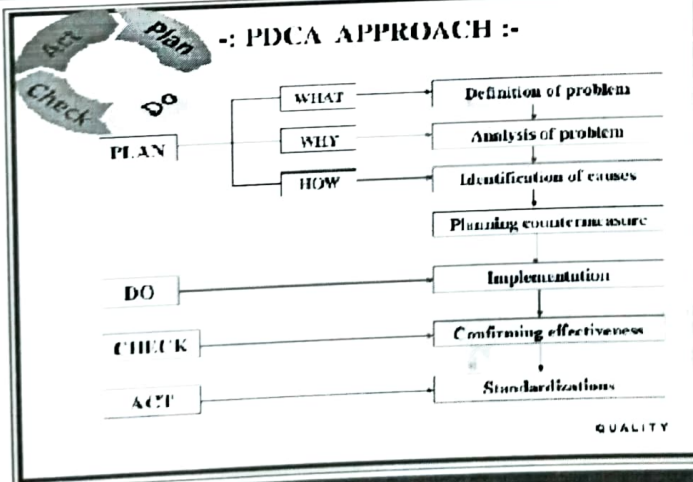 Act
Plan
Check
Do
-: PDCA APPROACH :-
PLAN
WHAT
Definition of problem
WHY
Analysis of problem
HOW
Identification of causes
Planning countermeasure
DO
Implementation
CHECK
Confirming effectiveness
ACT
Standardizations
QUALITY